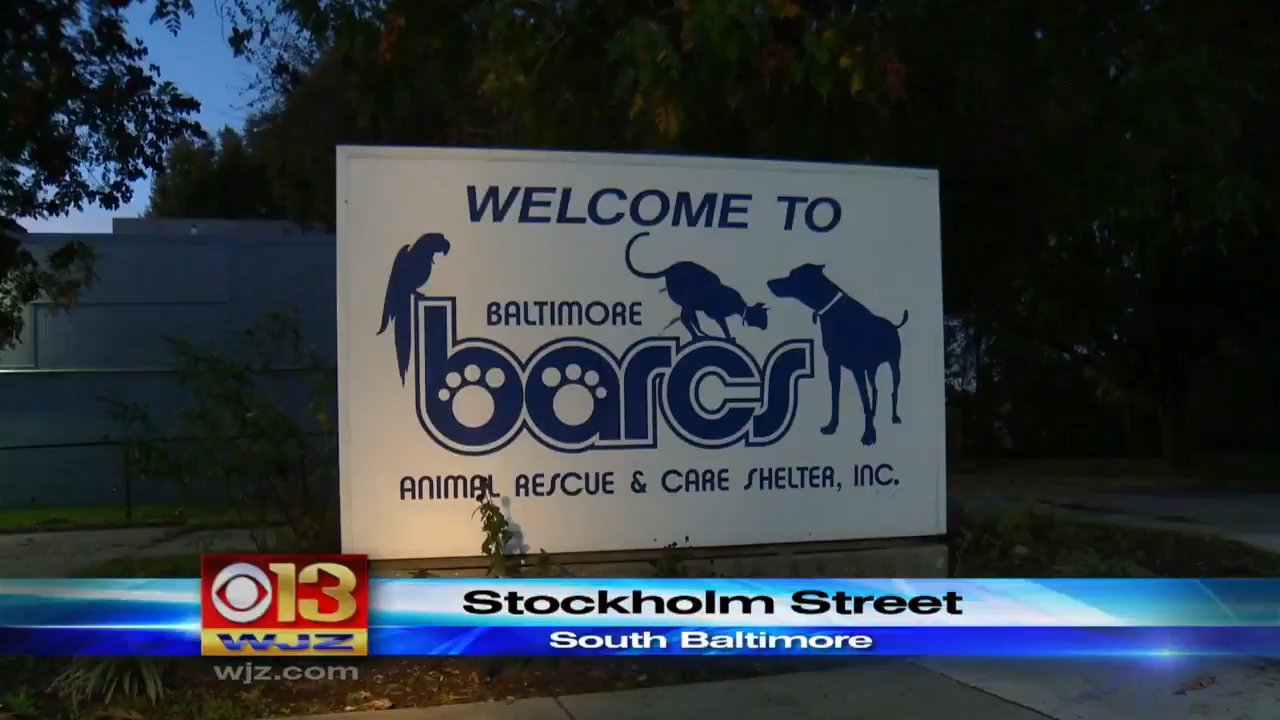 WELCOME TO
BALTIMORE
barcs
ANIMAL RESCUE & CARE SHELTER, INC.
13
WJZ
wjz.com
Stockholm Street
South Baltimore